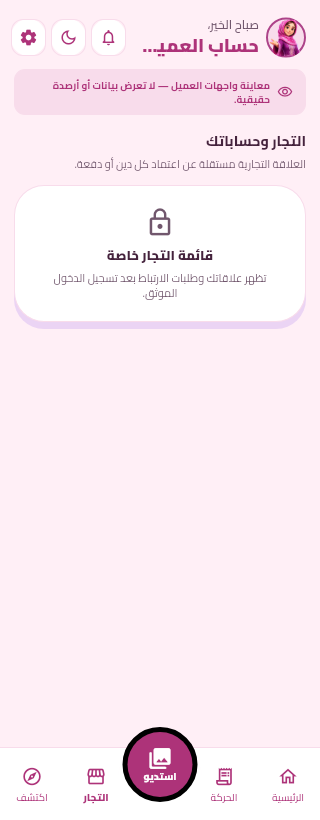 صباح الخير،
حساب العميـ...
معاينة واجهات العميل — لا تعرض بيانات أو أرصدة
حقيقية.
التجار وحساباتك
العلاقة التجارية مستقلة عن اعتماد كل دين أو دفعة.
قائمة التجار خاصة
تظهر علاقاتك وطلبات الارتباط بعد تسجيل الدخول
الموثق.
الرئيسية
الحركة
استديو
التجار
اكتشف